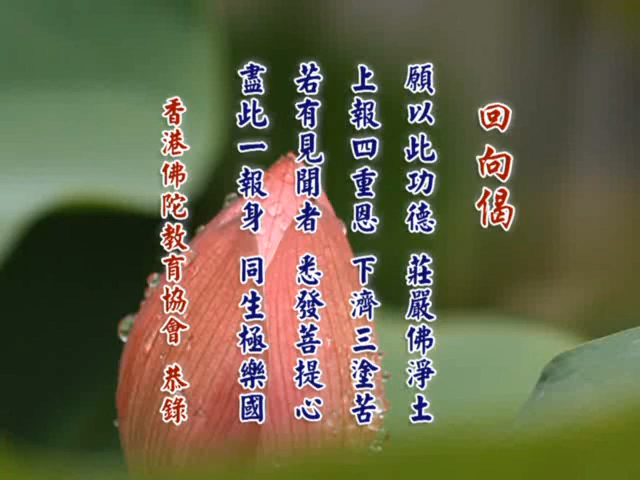 回向偈
願以此功德 莊嚴佛淨土
上報四重恩 下濟三塗苦
若有見聞者 悉發菩提心
盡此一報身 同生極樂國
香港佛陀教育協會 恭錄